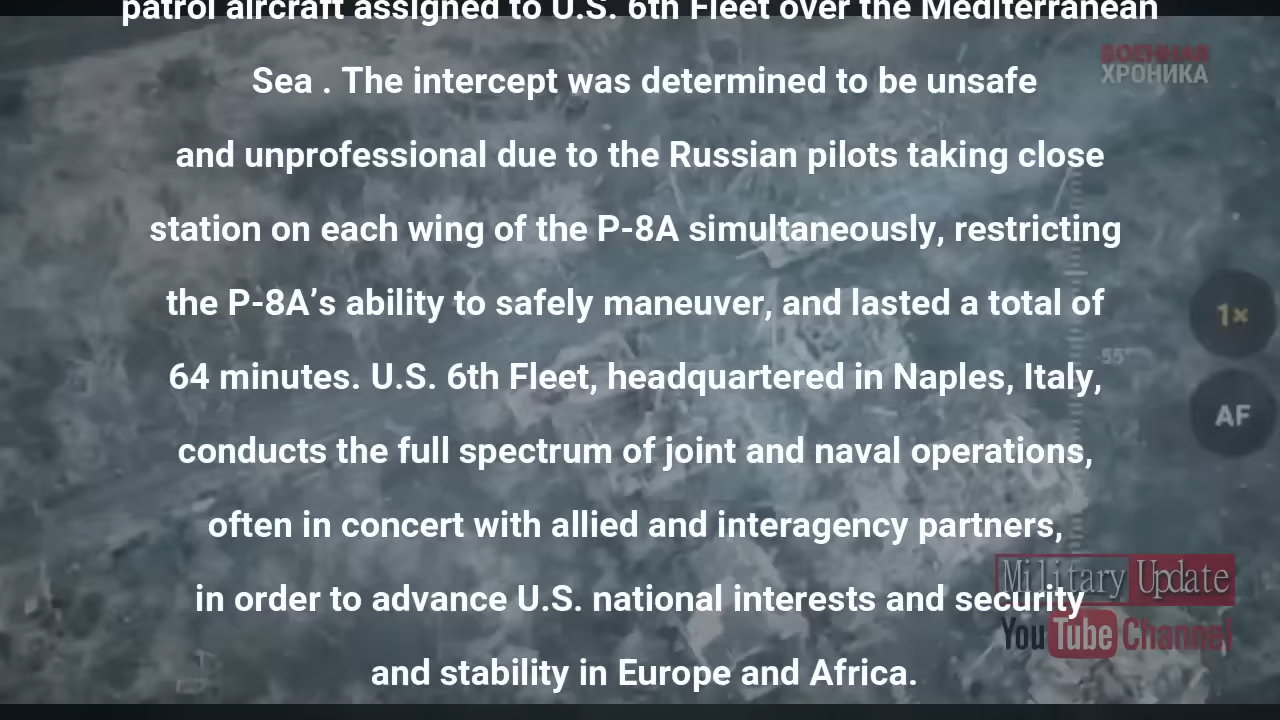 patrol aircraft assigned to U.S. 6th Fleet over the Mediterranean
Sea . The intercept was determined to be unsafe
and unprofessional due to the Russian pilots taking close
station on each wing of the P-8A simultaneously, restricting
the P-8A’s ability to safely maneuver, and lasted a total of
64 minutes. U.S. 6th Fleet, headquartered in Naples, Italy,
conducts the full spectrum of joint and naval operations,
often in concert with allied and interagency partners,
in order to advance U.S. national interests and security
and stability in Europe and Africa.
ВОЕННАЯ
ХРОНИКА
1×
-55°
AF
Military Update
YouTube Channel